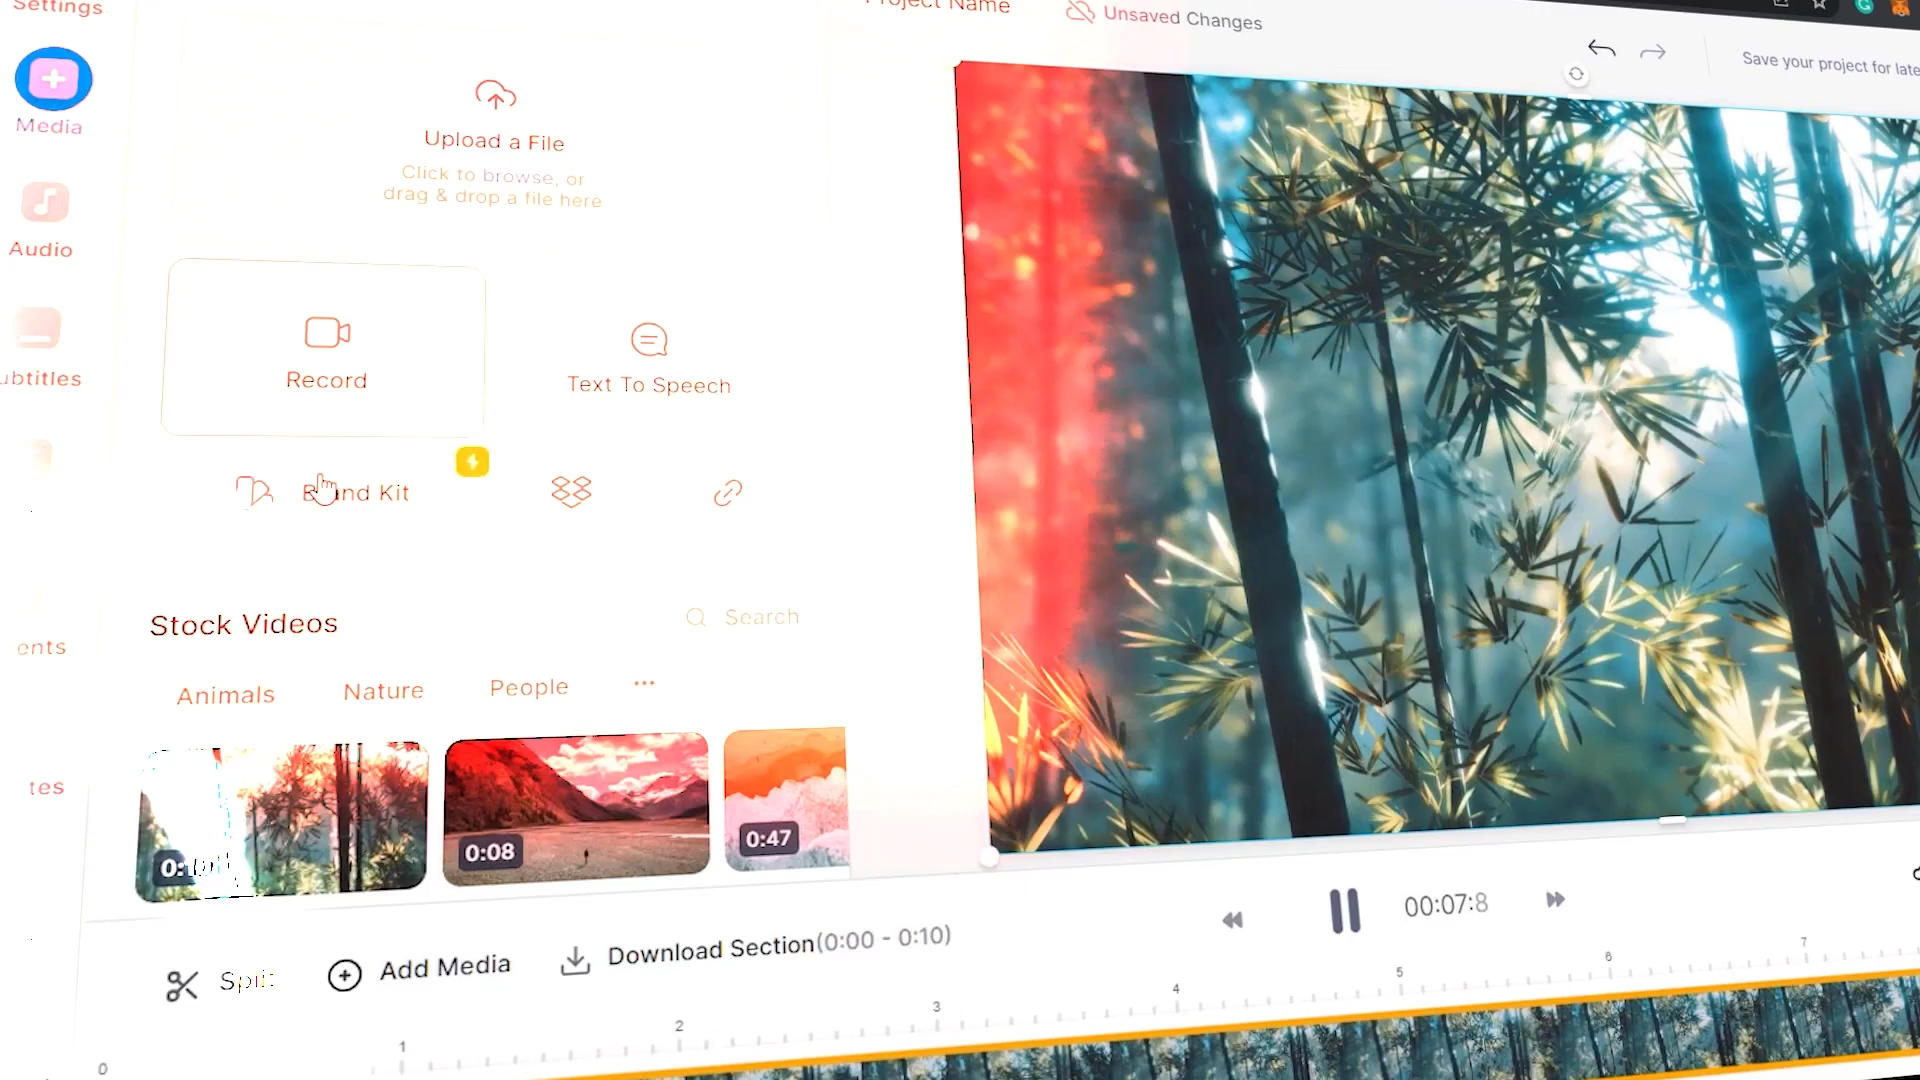 Settings
Project Name
Unsaved Changes
Save your project for late
Media
Upload a File
Click to browse, or
drag & drop a file here
Audio
Record
Text To Speech
ubtitles
Kit
Stock Videos
Search
ents
Animals
Nature
People
tes
0:08
0:47
Split
Add Media
Download Section(0:00 - 0:10)
00:07:8
0
1
2
3
4
5
6
7